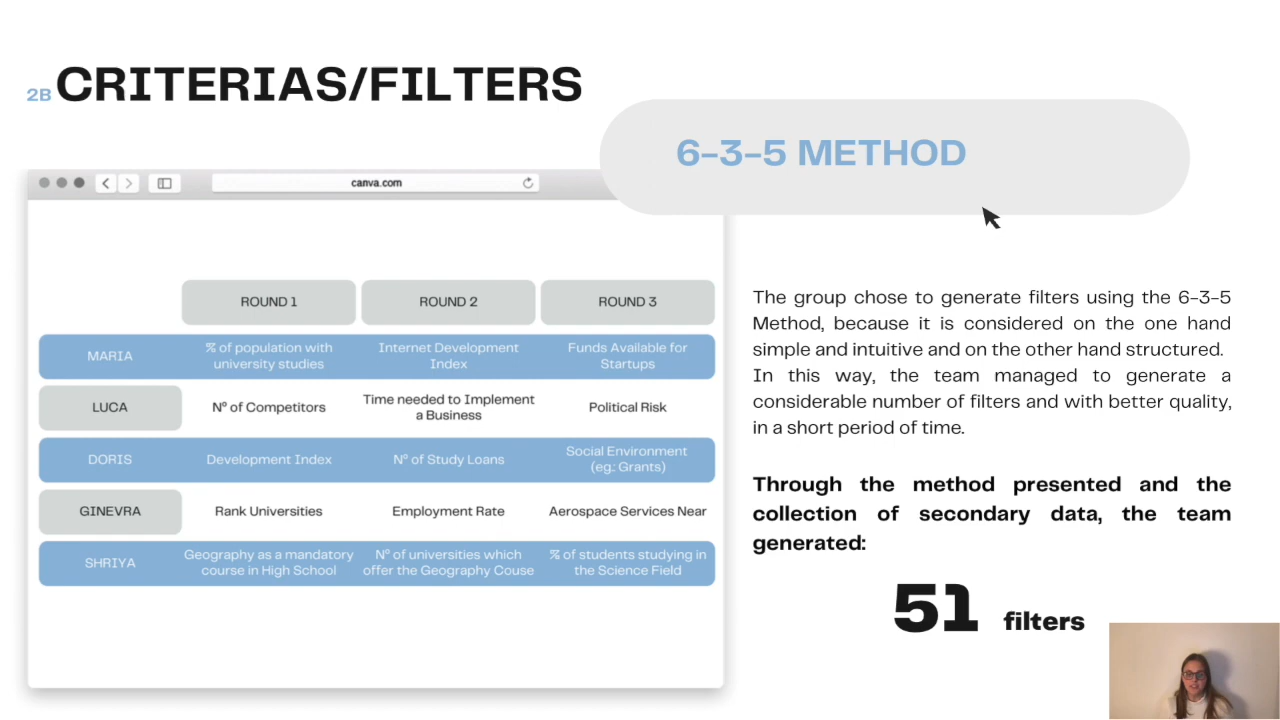 2B CRITERIAS/FILTERS
6-3-5 METHOD
canva.com
ROUND 1 ROUND 2 ROUND 3
MARIA
% of population with
university studies
Internet Development
Index
Funds Available for
Startups
LUCA
Nº of Competitors
Time needed to Implement
a Business
Political Risk
DORIS
Development Index
Nº of Study Loans
Social Environment
(eg.: Grants)
GINEVRA
Rank Universities
Employment Rate
Aerospace Services Near
SHRIYA
Geography as a mandatory
course in High School
Nº of universities which
offer the Geography Couse
% of students studying in
the Science Field
The group chose to generate filters using the 6-3-5
Method, because it is considered on the one hand
simple and intuitive and on the other hand structured.
In this way, the team managed to generate a
considerable number of filters and with better quality,
in a short period of time.
Through the method presented and the
collection of secondary data, the team
generated:
51 filters